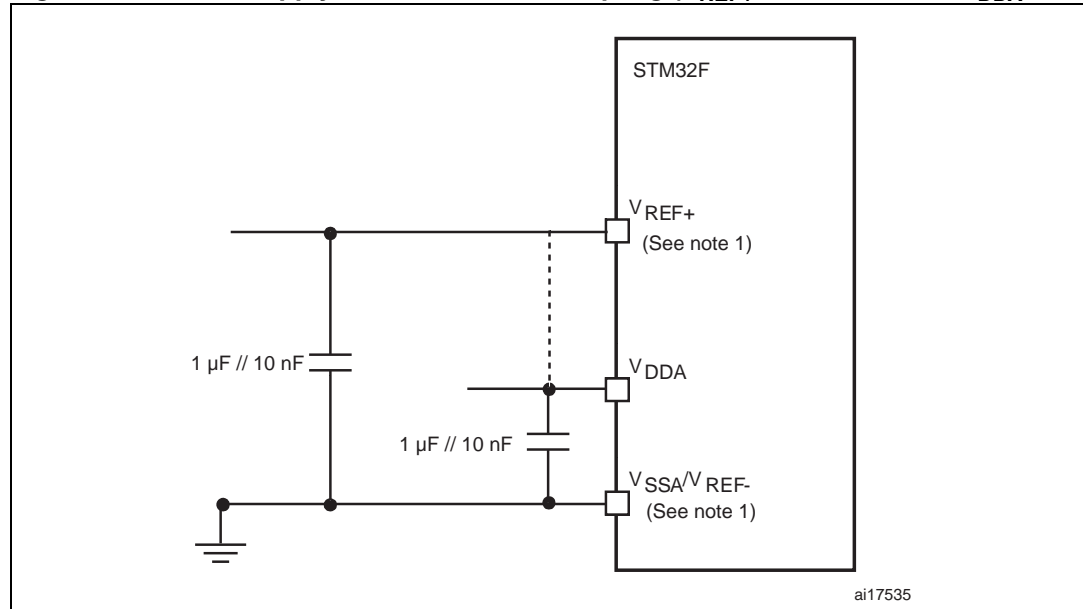 STM32F
VREF+
(See note 1)
1 µF // 10 nF
VDDA
1 µF // 10 nF
VSSA/VREF-
(See note 1)
ai17535